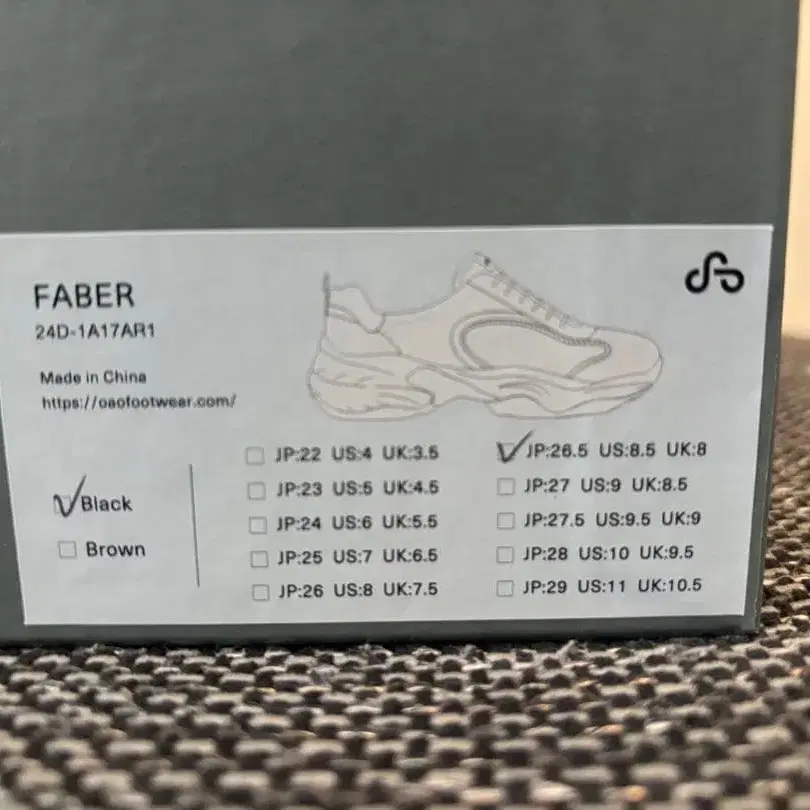 FABER
24D-1A17AR1
Made in China
https://oaofootwear.com/
Black
Brown
JP:22 US:4 UK:3.5
JP:23 US:5 UK:4.5
JP:24 US:6 UK:5.5
JP:25 US:7 UK:6.5
JP:26 US:8 UK:7.5
JP:26.5 US:8.5 UK:8
JP:27 US:9 UK:8.5
JP:27.5 US:9.5 UK:9
JP:28 US:10 UK:9.5
JP:29 US:11 UK:10.5